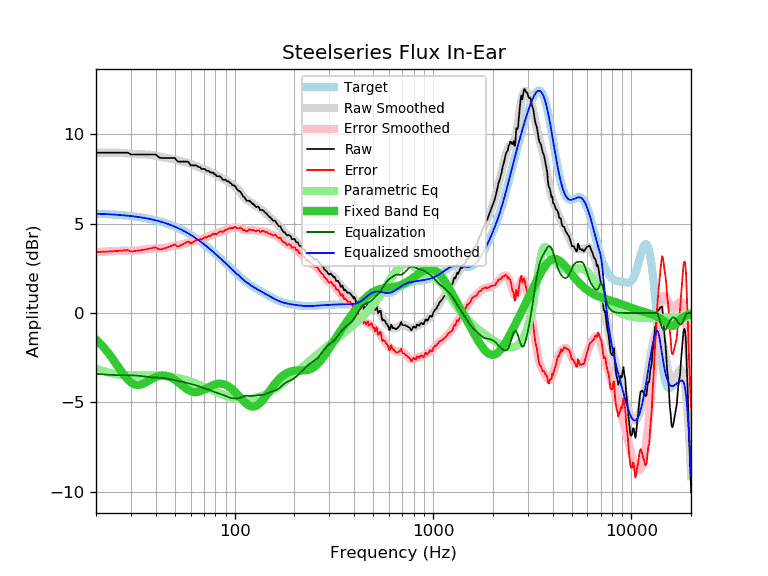 Steelseries Flux In-Ear
Target
Raw Smoothed
Error Smoothed
Raw
Error
Parametric Eq
Fixed Band Eq
Equalization
Equalized smoothed
10
5
0
−5
−10
Amplitude (dBr)
100
1000
10000
Frequency (Hz)